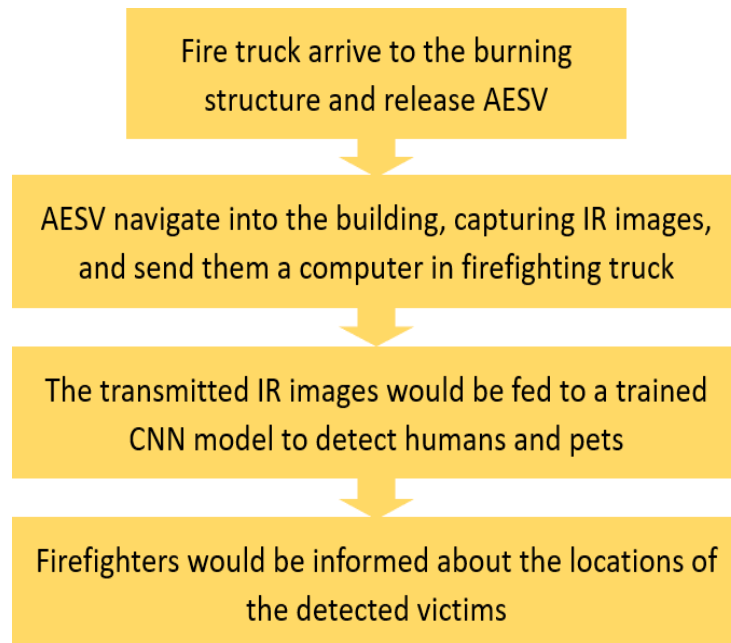 Fire truck arrive to the burning
structure and release AESV
AESV navigate into the building, capturing IR images,
and send them a computer in firefighting truck
The transmitted IR images would be fed to a trained
CNN model to detect humans and pets
Firefighters would be informed about the locations of
the detected victims